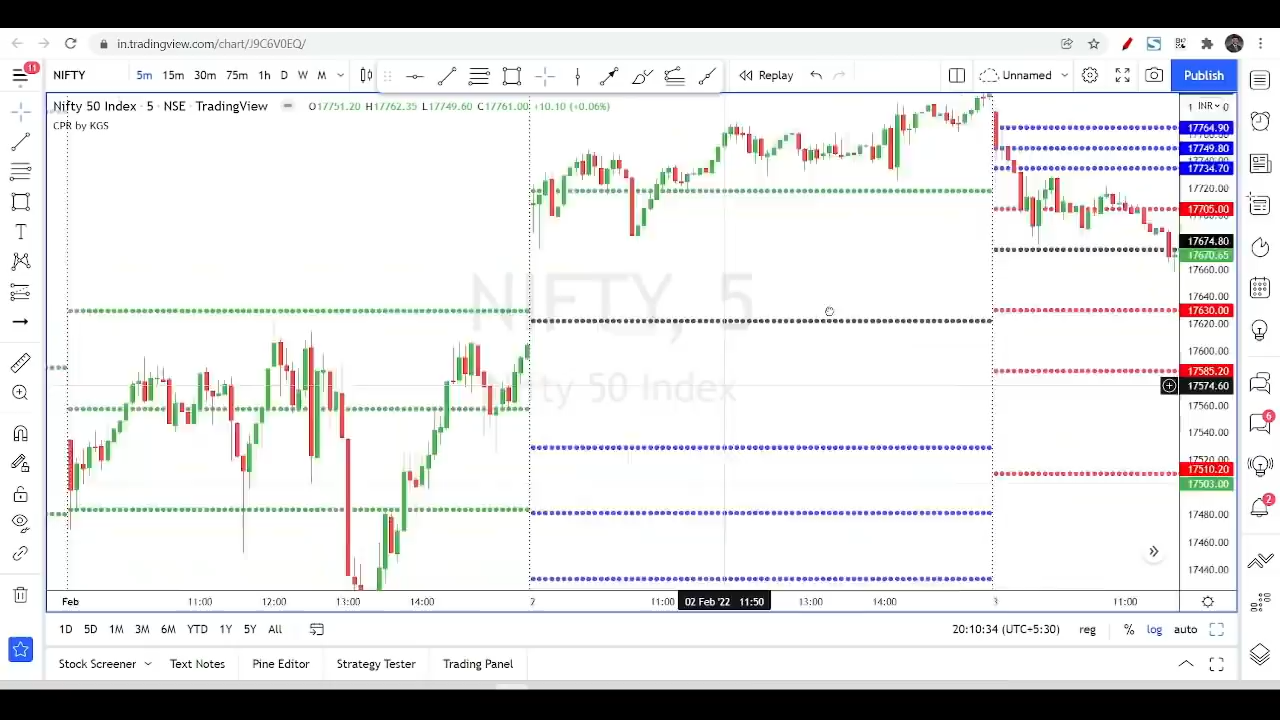 in.tradingview.com/chart/J9C6V0EQ/
11
NIFTY 5m 15m 30m 75m 1h D W M Replay Unnamed Publish
Nifty 50 Index · 5 · NSE · TradingView O17751.20 H17762.35 L17749.60 C17761.00 +10.10 (+0.06%)
CPR by KGS
1 INR 0
17764.90
17749.80
17740.00
17734.70
17720.00
17705.00
17674.80
17670.65
17660.00
17640.00
17630.00
17620.00
17600.00
17585.20
17574.60
17560.00
17540.00
17520.00
17510.20
17503.00
17480.00
17460.00
17440.00
NIFTY, 5
Nifty 50 Index
6
2
Feb 11:00 12:00 13:00 14:00 2 11:00 02 Feb '22 11:50 13:00 14:00 3 11:00
1D 5D 1M 3M 6M YTD 1Y 5Y All 20:10:34 (UTC+5:30) reg % log auto
Stock Screener Text Notes Pine Editor Strategy Tester Trading Panel